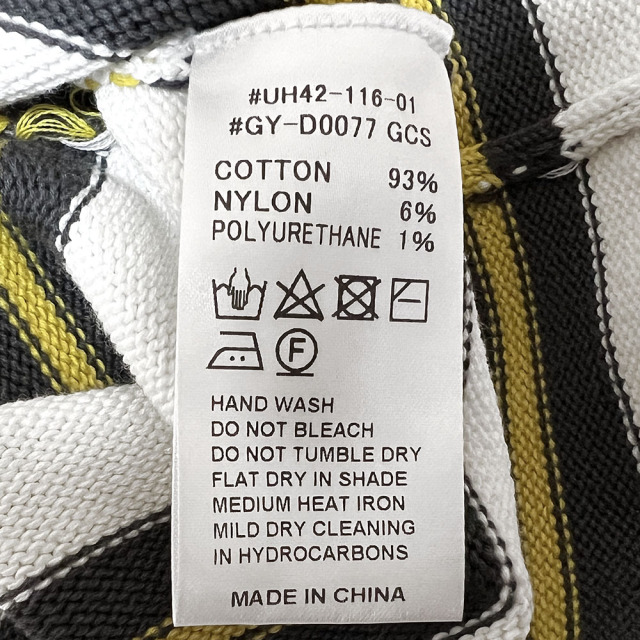 #UH42-116-01
#GY-D0077 GCS
COTTON 93%
NYLON 6%
POLYURETHANE 1%
F
HAND WASH
DO NOT BLEACH
DO NOT TUMBLE DRY
FLAT DRY IN SHADE
MEDIUM HEAT IRON
MILD DRY CLEANING
IN HYDROCARBONS
MADE IN CHINA